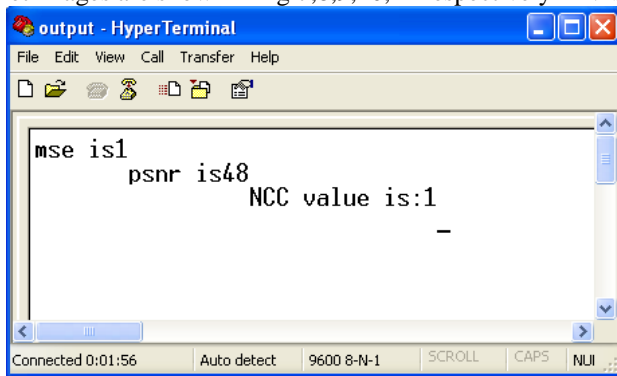 output - HyperTerminal
File Edit View Call Transfer Help
mse is1
psnr is48
NCC value is:1
Connected 0:01:56 Auto detect 9600 8-N-1 SCROLL CAPS NUI